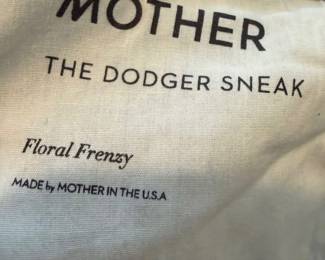 MOTHER
THE DODGER SNEAK
Floral Frenzy
MADE by MOTHER IN THE U.S.A